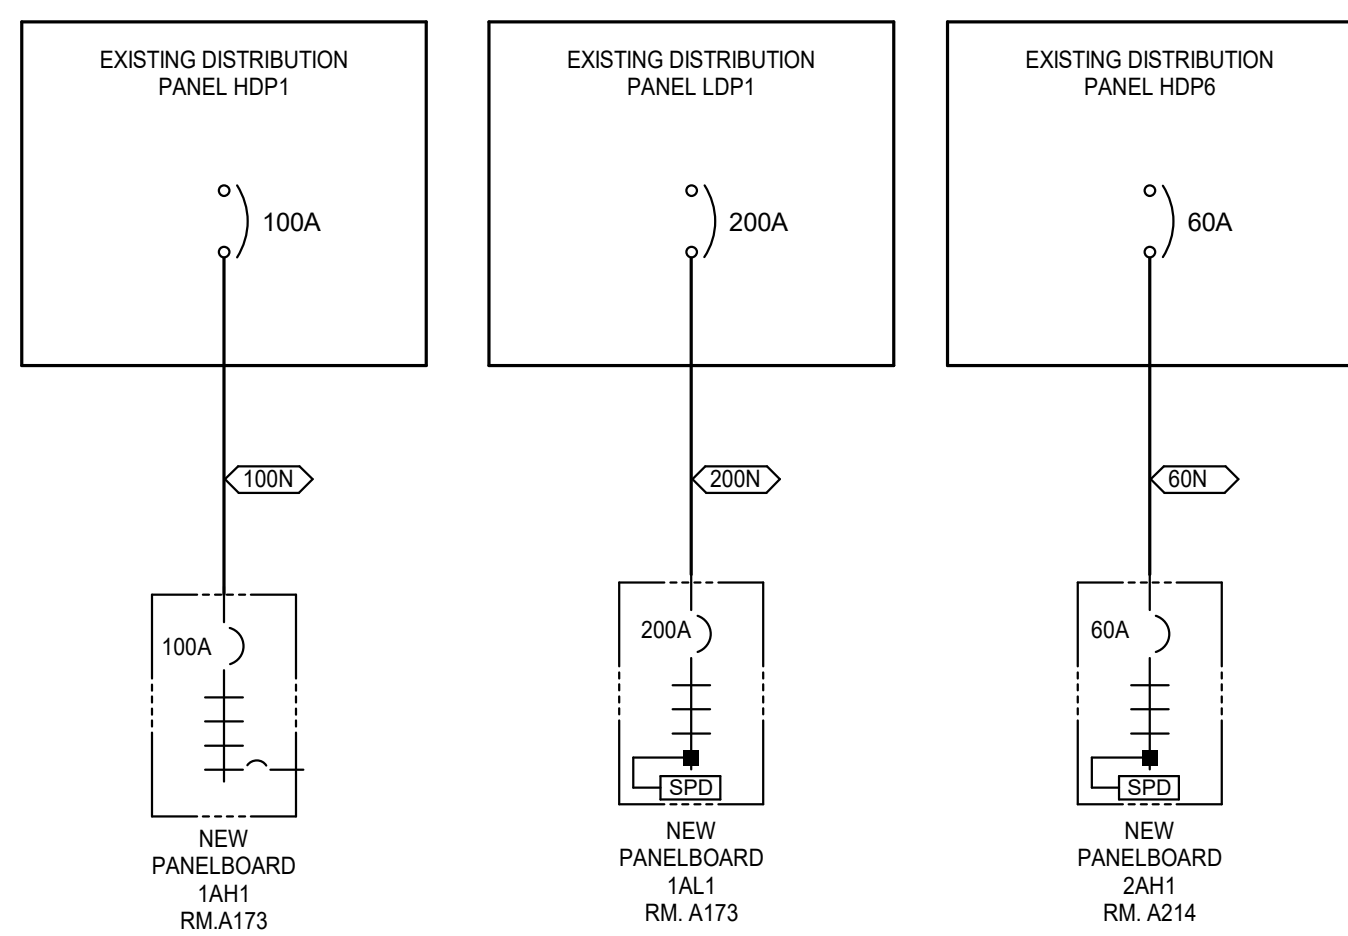 EXISTING DISTRIBUTION
PANEL HDP1
100A
100N
100A
NEW
PANELBOARD
1AH1
RM.A173
EXISTING DISTRIBUTION
PANEL LDP1
200A
200N
200A
SPD
NEW
PANELBOARD
1AL1
RM. A173
EXISTING DISTRIBUTION
PANEL HDP6
60A
60N
60A
SPD
NEW
PANELBOARD
2AH1
RM. A214